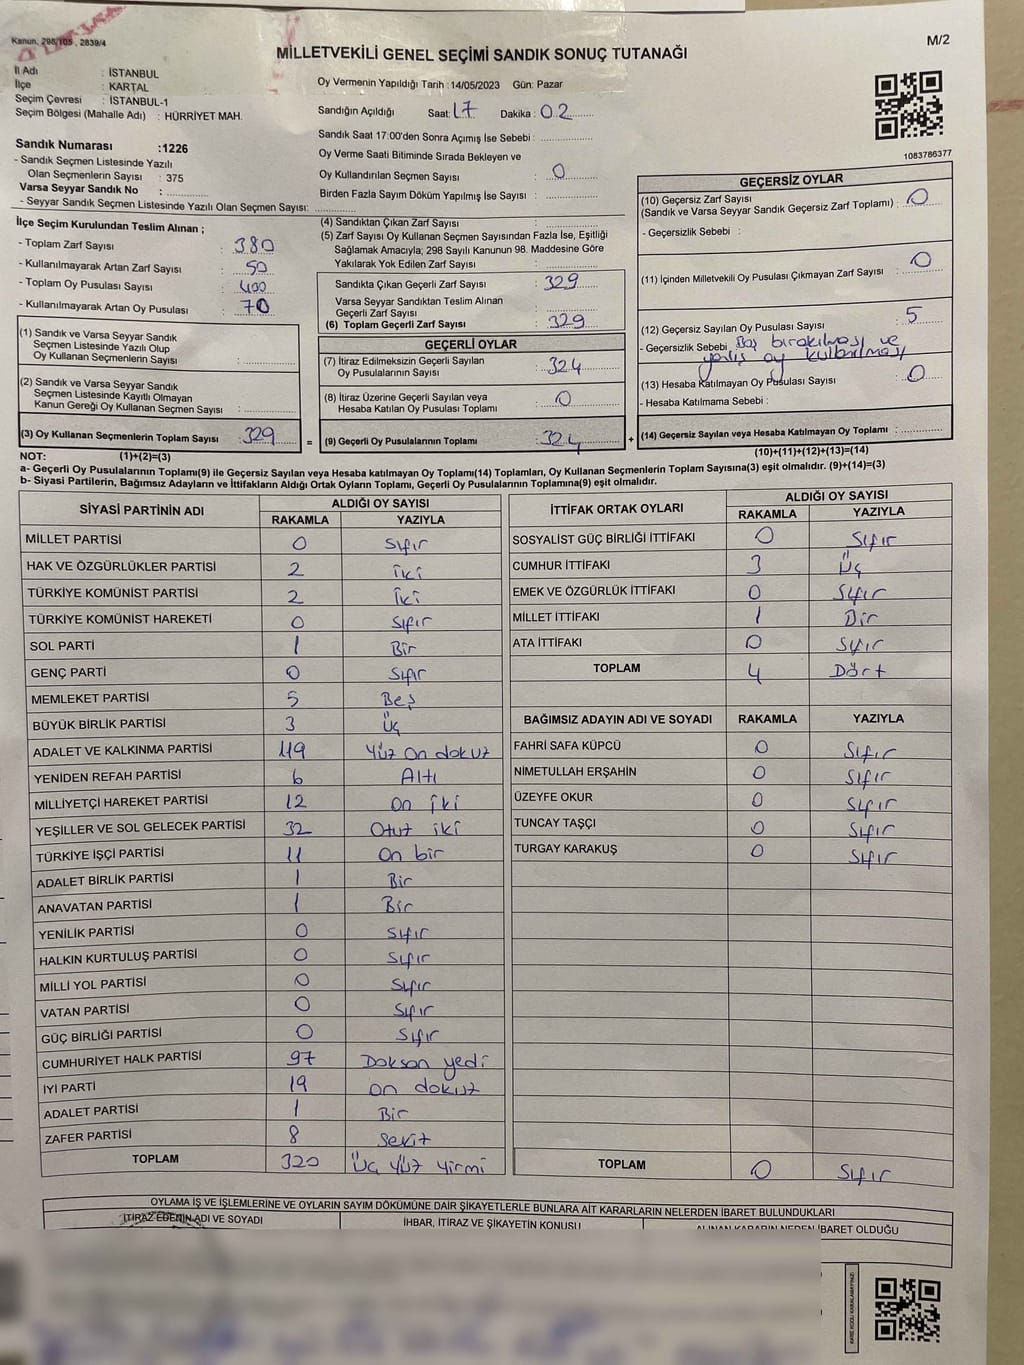 Kanun, 298/105 , 2839/4
MİLLETVEKİLİ GENEL SEÇİMİ SANDIK SONUÇ TUTANAĞI
M/2
İl Adı : İSTANBUL
İlçe : KARTAL
Seçim Çevresi : İSTANBUL-1
Seçim Bölgesi (Mahalle Adı) : HÜRRİYET MAH.
Sandık Numarası :1226
- Sandık Seçmen Listesinde Yazılı
Olan Seçmenlerin Sayısı : 375
Varsa Seyyar Sandık No :
- Seyyar Sandık Seçmen Listesinde Yazılı Olan Seçmen Sayısı:
Oy Vermenin Yapıldığı Tarih :14/05/2023 Gün: Pazar
Sandığın Açıldığı Saat: 17 Dakika : 02
Sandık Saat 17:00'den Sonra Açımış İse Sebebi :
Oy Verme Saati Bitiminde Sırada Bekleyen ve
Oy Kullandırılan Seçmen Sayısı : 0
Birden Fazla Sayım Döküm Yapılmış İse Sayısı :
1083786377
İlçe Seçim Kurulundan Teslim Alınan ;
- Toplam Zarf Sayısı : 380
- Kullanılmayarak Artan Zarf Sayısı : 50
- Toplam Oy Pusulası Sayısı : 400
- Kullanılmayarak Artan Oy Pusulası : 70
(1) Sandık ve Varsa Seyyar Sandık
Seçmen Listesinde Yazılı Olup
Oy Kullanan Seçmenlerin Sayısı :
(2) Sandık ve Varsa Seyyar Sandık
Seçmen Listesinde Kayıtlı Olmayan
Kanun Gereği Oy Kullanan Seçmen Sayısı :
(3) Oy Kullanan Seçmenlerin Toplam Sayısı :329 =
(4) Sandıktan Çıkan Zarf Sayısı :
(5) Zarf Sayısı Oy Kullanan Seçmen Sayısından Fazla İse, Eşitliği
Sağlamak Amacıyla, 298 Sayılı Kanunun 98. Maddesine Göre
Yakılarak Yok Edilen Zarf Sayısı :
Sandıkta Çıkan Geçerli Zarf Sayısı : 329
Varsa Seyyar Sandıktan Teslim Alınan
Geçerli Zarf Sayısı :
(6) Toplam Geçerli Zarf Sayısı : 329
GEÇERLİ OYLAR
(7) İtiraz Edilmeksizin Geçerli Sayılan
Oy Pusulalarının Sayısı : 324
(8) İtiraz Üzerine Geçerli Sayılan veya
Hesaba Katılan Oy Pusulası Toplamı : 0
(9) Geçerli Oy Pusulalarının Toplamı : 324 +
GEÇERSİZ OYLAR
(10) Geçersiz Zarf Sayısı
(Sandık ve Varsa Seyyar Sandık Geçersiz Zarf Toplamı) : 0
- Geçersizlik Sebebi :
(11) İçinden Milletvekili Oy Pusulası Çıkmayan Zarf Sayısı : 0
(12) Geçersiz Sayılan Oy Pusulası Sayısı : 5
- Geçersizlik Sebebi Boş bırakılması ve
yanlış oy kullanılması
(13) Hesaba Katılmayan Oy Pusulası Sayısı : 0
- Hesaba Katılmama Sebebi :
(14) Geçersiz Sayılan veya Hesaba Katılmayan Oy Toplamı :
NOT: (1)+(2)=(3)
(10)+(11)+(12)+(13)=(14)
a- Geçerli Oy Pusulalarının Toplamı(9) ile Geçersiz Sayılan veya Hesaba katılmayan Oy Toplamı(14) Toplamları, Oy Kullanan Seçmenlerin Toplam Sayısına(3) eşit olmalıdır. (9)+(14)=(3)
b- Siyasi Partilerin, Bağımsız Adayların ve İttifakların Aldığı Ortak Oyların Toplamı, Geçerli Oy Pusulalarının Toplamına(9) eşit olmalıdır.
SİYASİ PARTİNİN ADI ALDIĞI OY SAYISI
RAKAMLA YAZIYLA
MİLLET PARTİSİ 0 Sıfır
HAK VE ÖZGÜRLÜKLER PARTİSİ 2 İki
TÜRKİYE KOMÜNİST PARTİSİ 2 İki
TÜRKİYE KOMÜNİST HAREKETİ 0 Sıfır
SOL PARTİ 1 Bir
GENÇ PARTİ 0 Sıfır
MEMLEKET PARTİSİ 5 Beş
BÜYÜK BİRLİK PARTİSİ 3 Üç
ADALET VE KALKINMA PARTİSİ 119 Yüz on dokuz
YENİDEN REFAH PARTİSİ 6 Altı
MİLLİYETÇİ HAREKET PARTİSİ 12 on iki
YEŞİLLER VE SOL GELECEK PARTİSİ 32 Otuz iki
TÜRKİYE İŞÇİ PARTİSİ 11 On bir
ADALET BİRLİK PARTİSİ 1 Bir
ANAVATAN PARTİSİ 1 Bir
YENİLİK PARTİSİ 0 Sıfır
HALKIN KURTULUŞ PARTİSİ 0 Sıfır
MİLLİ YOL PARTİSİ 0 Sıfır
VATAN PARTİSİ 0 Sıfır
GÜÇ BİRLİĞİ PARTİSİ 0 Sıfır
CUMHURİYET HALK PARTİSİ 97 Doksan yedi
İYİ PARTİ 19 on dokuz
ADALET PARTİSİ 1 Bir
ZAFER PARTİSİ 8 Sekiz
TOPLAM 320 Üç yüz yirmi
İTTİFAK ORTAK OYLARI ALDIĞI OY SAYISI
RAKAMLA YAZIYLA
SOSYALİST GÜÇ BİRLİĞİ İTTİFAKI 0 Sıfır
CUMHUR İTTİFAKI 3 Üç
EMEK VE ÖZGÜRLÜK İTTİFAKI 0 Sıfır
MİLLET İTTİFAKI 1 Bir
ATA İTTİFAKI 0 Sıfır
TOPLAM 4 Dört
BAĞIMSIZ ADAYIN ADI VE SOYADI RAKAMLA YAZIYLA
FAHRİ SAFA KÜPCÜ 0 Sıfır
NİMETULLAH ERŞAHİN 0 Sıfır
ÜZEYFE OKUR 0 Sıfır
TUNCAY TAŞÇI 0 Sıfır
TURGAY KARAKUŞ 0 Sıfır
TOPLAM 0 Sıfır
OYLAMA İŞ VE İŞLEMLERİNE VE OYLARIN SAYIM DÖKÜMÜNE DAİR ŞİKAYETLERLE BUNLARA AİT KARARLARIN NELERDEN İBARET BULUNDUKLARI
İTİRAZ EDENİN ADI VE SOYADI İHBAR, İTİRAZ VE ŞİKAYETİN KONUSU ALINAN KARARIN NEDEN İBARET OLDUĞU